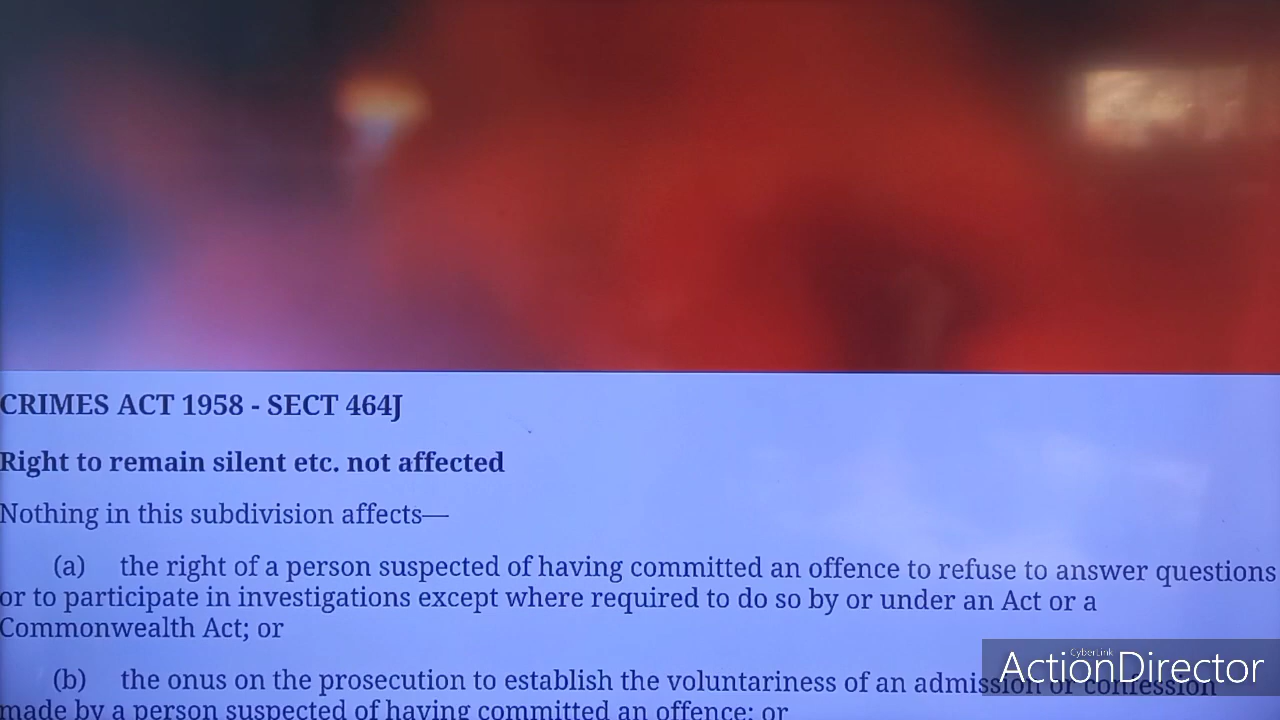 CRIMES ACT 1958 - SECT 464J
Right to remain silent etc. not affected
Nothing in this subdivision affects—
(a) the right of a person suspected of having committed an offence to refuse to answer questions
or to participate in investigations except where required to do so by or under an Act or a
Commonwealth Act; or
(b) the onus on the prosecution to establish the voluntariness of an admission or confession
made by a person suspected of having committed an offence; or
CyberLink
ActionDirector